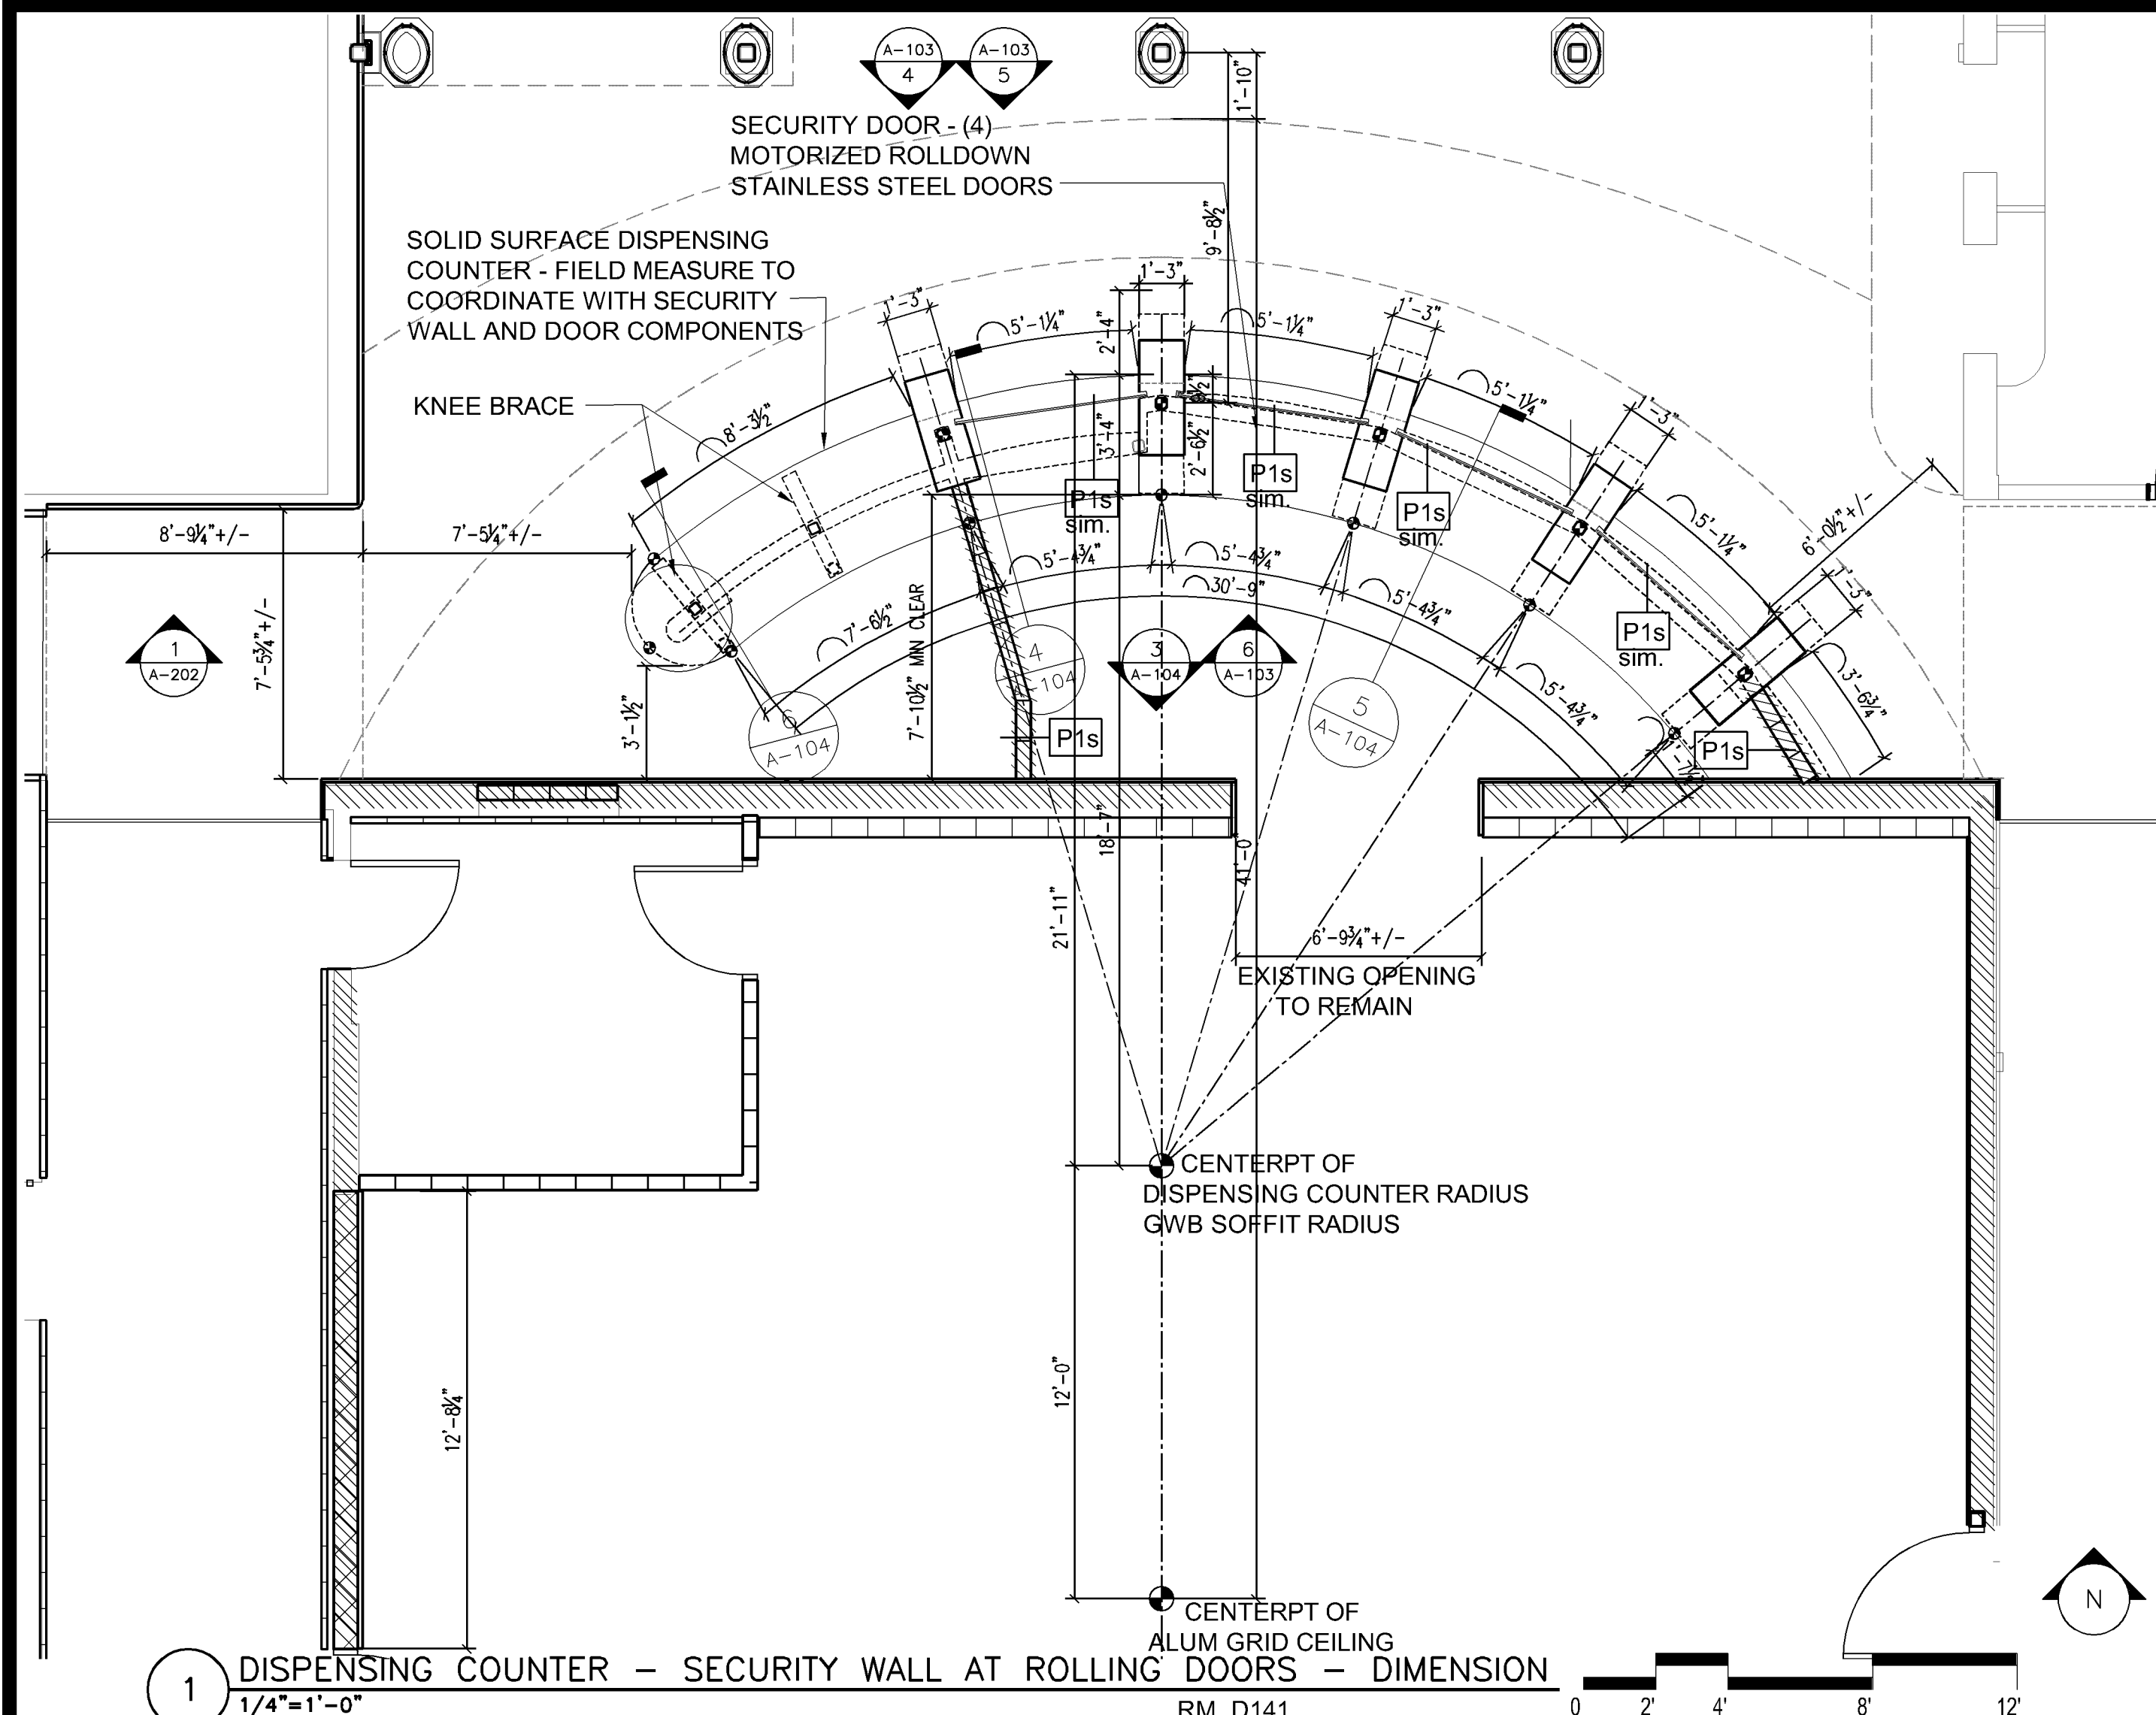 A-103
4
A-103
5
1'-10"
SECURITY DOOR - (4)
MOTORIZED ROLLDOWN
STAINLESS STEEL DOORS
9'-8½"
SOLID SURFACE DISPENSING
COUNTER - FIELD MEASURE TO
COORDINATE WITH SECURITY
WALL AND DOOR COMPONENTS
KNEE BRACE
1'-3"
1'-3"
1'-3"
1'-3"
1'-3"
5'-1¼"
5'-1¼"
5'-1¼"
5'-1¼"
8'-3½"
2'-4"
3'-4"
2'-6½"
P1s
sim.
P1s
sim.
P1s
sim.
P1s
sim.
6'-0½"+/-
8'-9¼"+/-
7'-5¼"+/-
7'-5¾"+/-
1
A-202
3'-1½"
7'-10½" MIN CLEAR
7'-6½"
5'-4¾"
5'-4¾"
5'-4¾"
5'-4¾"
30'-9"
3'-6¾"
4
A-104
3
A-104
6
A-103
5
A-104
6
A-104
P1s
P1s
18'-7"
21'-11"
41'-0
6'-9¾"+/-
EXISTING OPENING
TO REMAIN
CENTERPT OF
DISPENSING COUNTER RADIUS
GWB SOFFIT RADIUS
12'-0"
12'-8¼"
CENTERPT OF
ALUM GRID CEILING
N
1
DISPENSING COUNTER – SECURITY WALL AT ROLLING DOORS – DIMENSION
1/4"=1'-0"
RM D141
0 2' 4' 8' 12'